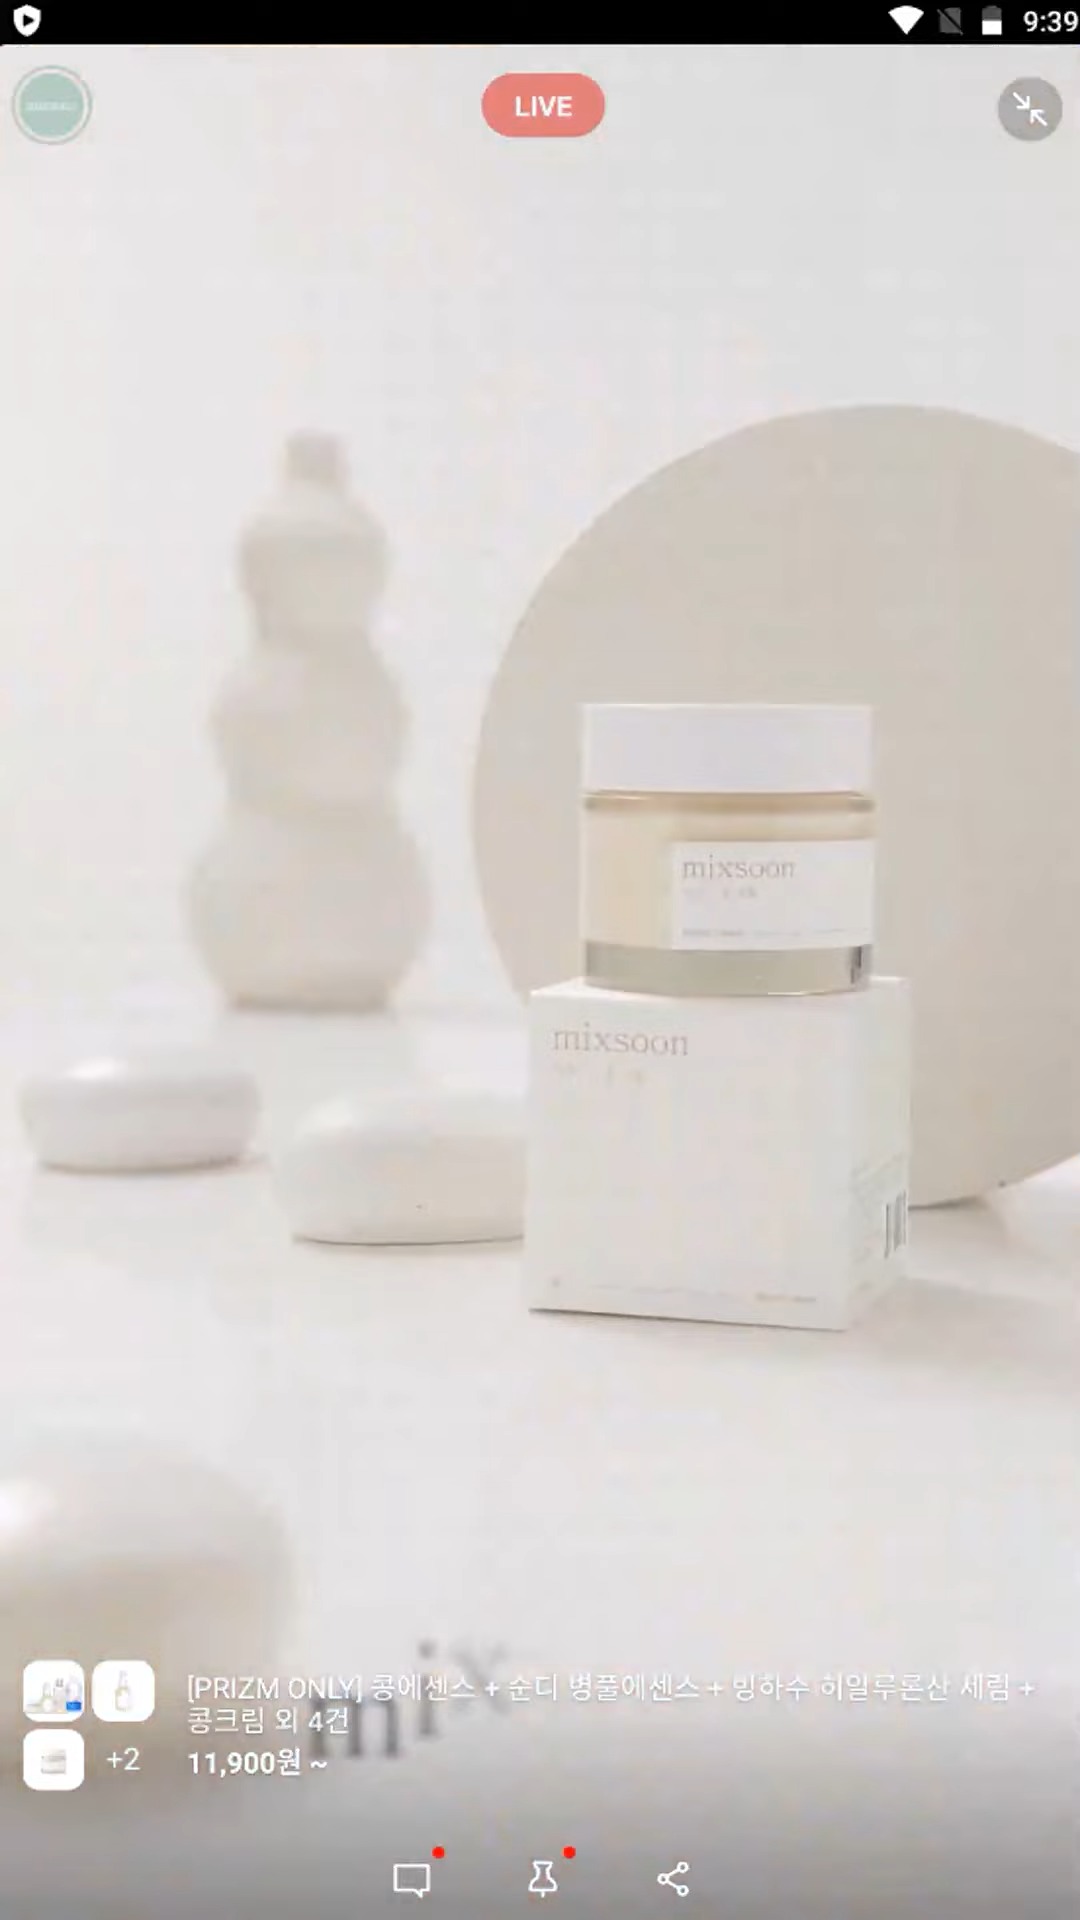 9:39
LIVE
mixsoon
mixsoon
mix
[PRIZM ONLY] 콩에센스 + 순디 병풀에센스 + 빙하수 히알루론산 세럼 +
콩크림 외 4건
+2
11,900원 ~